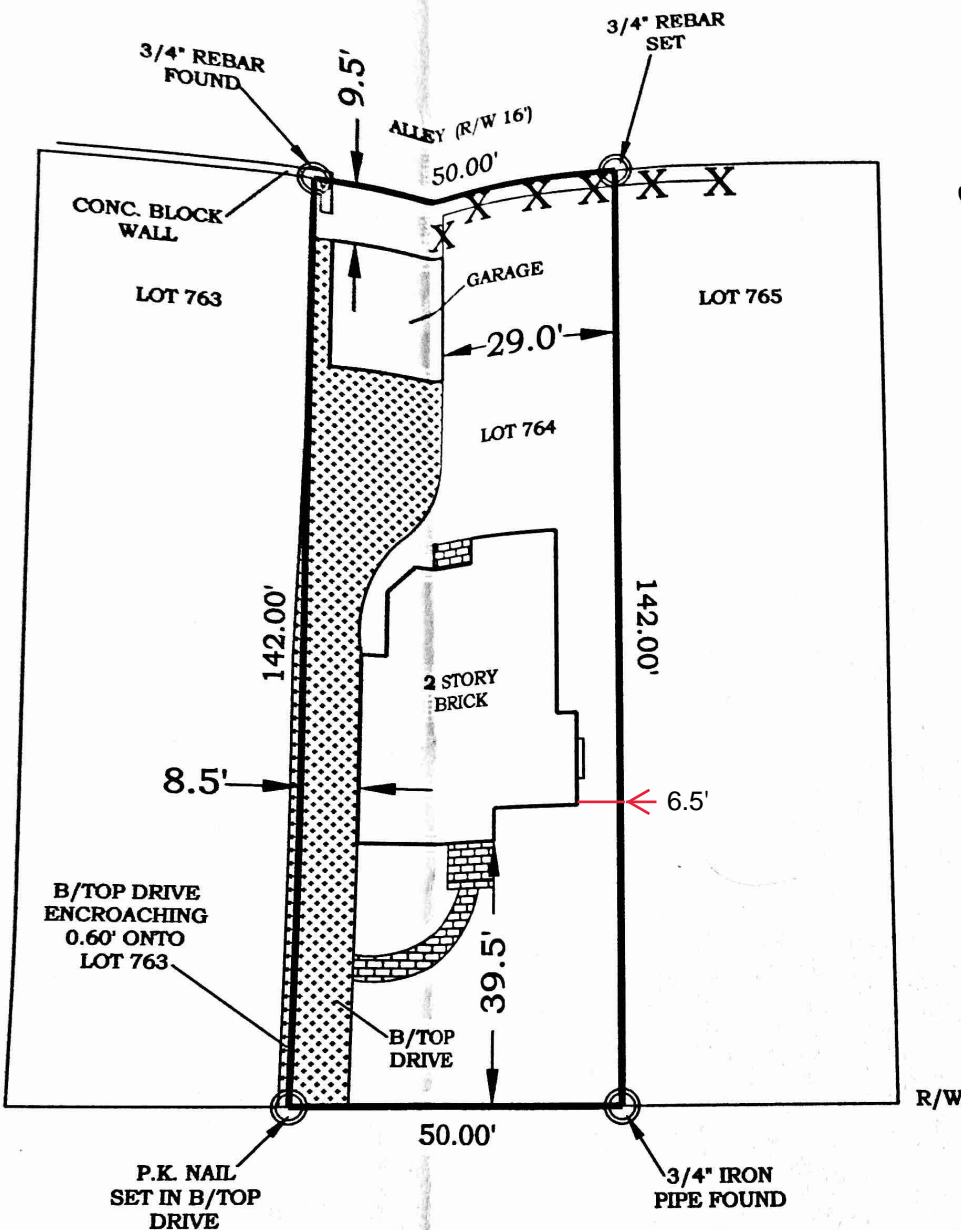 3/4" REBAR
FOUND
9.5'
3/4" REBAR
SET
ALLEY (R/W 16')
50.00'
X X X X X X
CONC. BLOCK
WALL
LOT 763
GARAGE
LOT 765
29.0'
LOT 764
142.00'
142.00'
2 STORY
BRICK
8.5'
6.5'
B/TOP DRIVE
ENCROACHING
0.60' ONTO
LOT 763
39.5'
B/TOP
DRIVE
R/W
50.00'
P.K. NAIL
SET IN B/TOP
DRIVE
3/4" IRON
PIPE FOUND